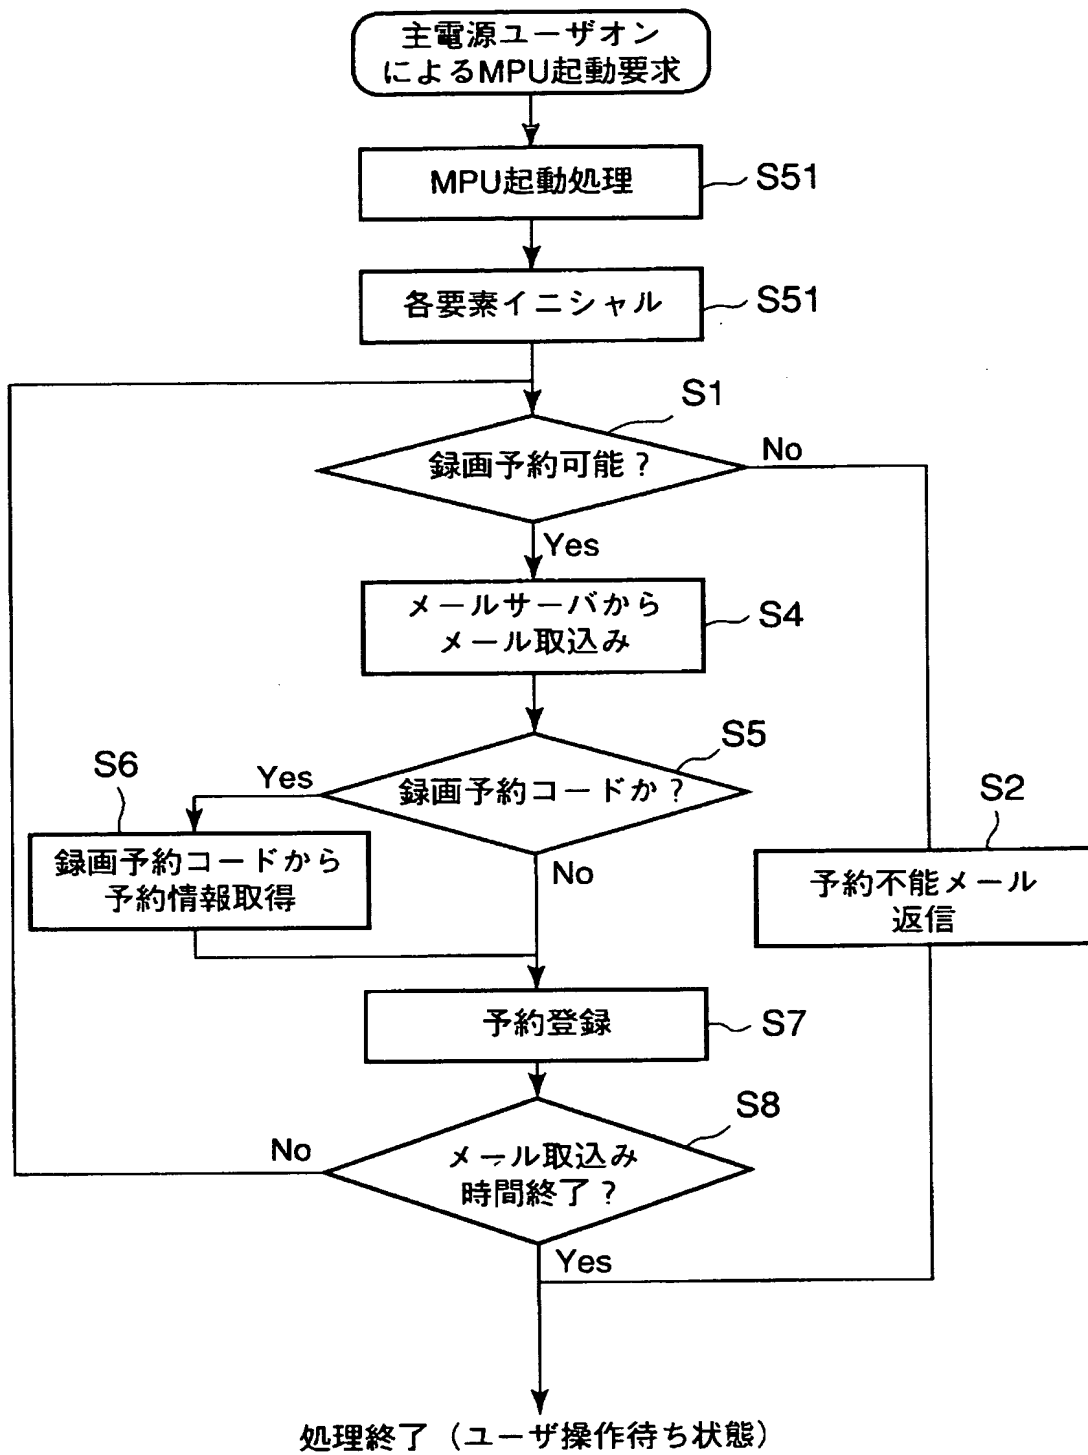 主電源ユーザオン
によるMPU起動要求
MPU起動処理
S51
各要素イニシャル
S51
S1
録画予約可能?
No
Yes
メールサーバから
メール取込み
S4
S5
録画予約コードか?
Yes
S6
録画予約コードから
予約情報取得
No
S2
予約不能メール
返信
予約登録
S7
S8
メール取込み
時間終了?
No
Yes
処理終了(ユーザ操作待ち状態)